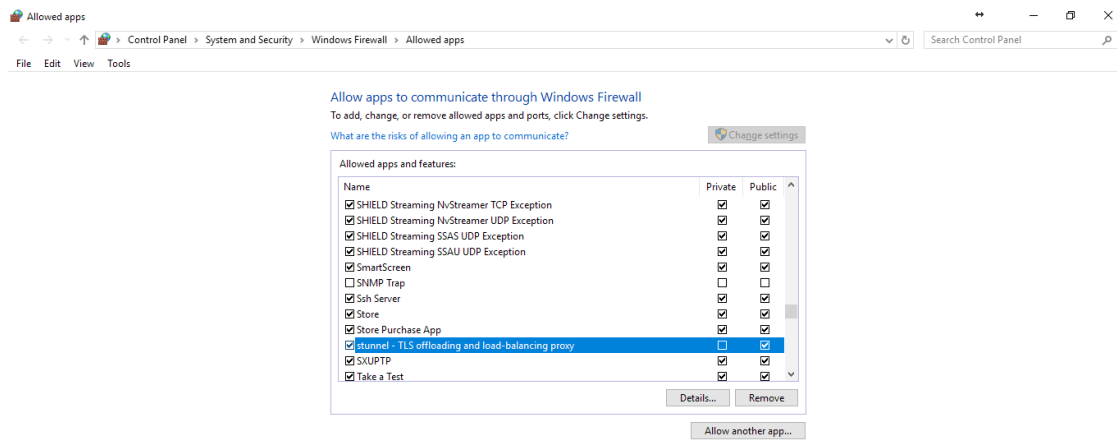 Allowed apps
Control Panel > System and Security > Windows Firewall > Allowed apps
Search Control Panel
File Edit View Tools
Allow apps to communicate through Windows Firewall
To add, change, or remove allowed apps and ports, click Change settings.
What are the risks of allowing an app to communicate?
Change settings
Allowed apps and features:
Name Private Public
SHIELD Streaming NvStreamer TCP Exception
SHIELD Streaming NvStreamer UDP Exception
SHIELD Streaming SSAS UDP Exception
SHIELD Streaming SSAU UDP Exception
SmartScreen
SNMP Trap
Ssh Server
Store
Store Purchase App
stunnel - TLS offloading and load-balancing proxy
SXUPTP
Take a Test
Details... Remove
Allow another app...